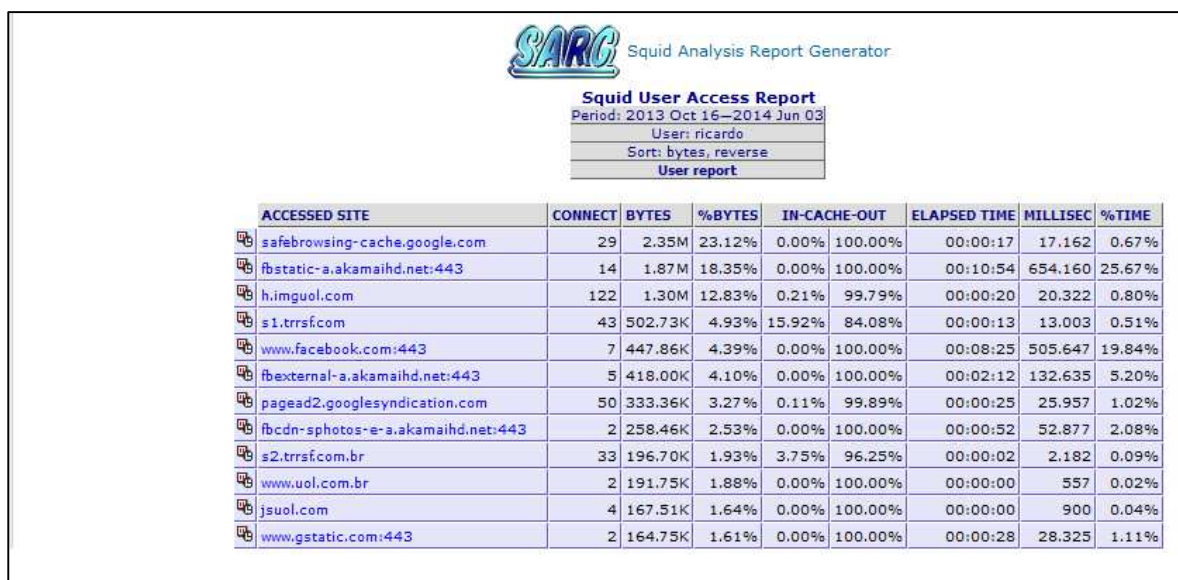 SARG Squid Analysis Report Generator
Squid User Access Report
Period: 2013 Oct 16—2014 Jun 03
User: ricardo
Sort: bytes, reverse
User report
ACCESSED SITE CONNECT BYTES %BYTES IN-CACHE-OUT ELAPSED TIME MILLISEC %TIME
safebrowsing-cache.google.com 29 2.35M 23.12% 0.00% 100.00% 00:00:17 17.162 0.67%
fbstatic-a.akamaihd.net:443 14 1.87M 18.35% 0.00% 100.00% 00:10:54 654.160 25.67%
h.imguol.com 122 1.30M 12.83% 0.21% 99.79% 00:00:20 20.322 0.80%
s1.trrsf.com 43 502.73K 4.93% 15.92% 84.08% 00:00:13 13.003 0.51%
www.facebook.com:443 7 447.86K 4.39% 0.00% 100.00% 00:08:25 505.647 19.84%
fbexternal-a.akamaihd.net:443 5 418.00K 4.10% 0.00% 100.00% 00:02:12 132.635 5.20%
pagead2.googlesyndication.com 50 333.36K 3.27% 0.11% 99.89% 00:00:25 25.957 1.02%
fbcdn-sphotos-e-a.akamaihd.net:443 2 258.46K 2.53% 0.00% 100.00% 00:00:52 52.877 2.08%
s2.trrsf.com.br 33 196.70K 1.93% 3.75% 96.25% 00:00:02 2.182 0.09%
www.uol.com.br 2 191.75K 1.88% 0.00% 100.00% 00:00:00 557 0.02%
jsuol.com 4 167.51K 1.64% 0.00% 100.00% 00:00:00 900 0.04%
www.gstatic.com:443 2 164.75K 1.61% 0.00% 100.00% 00:00:28 28.325 1.11%